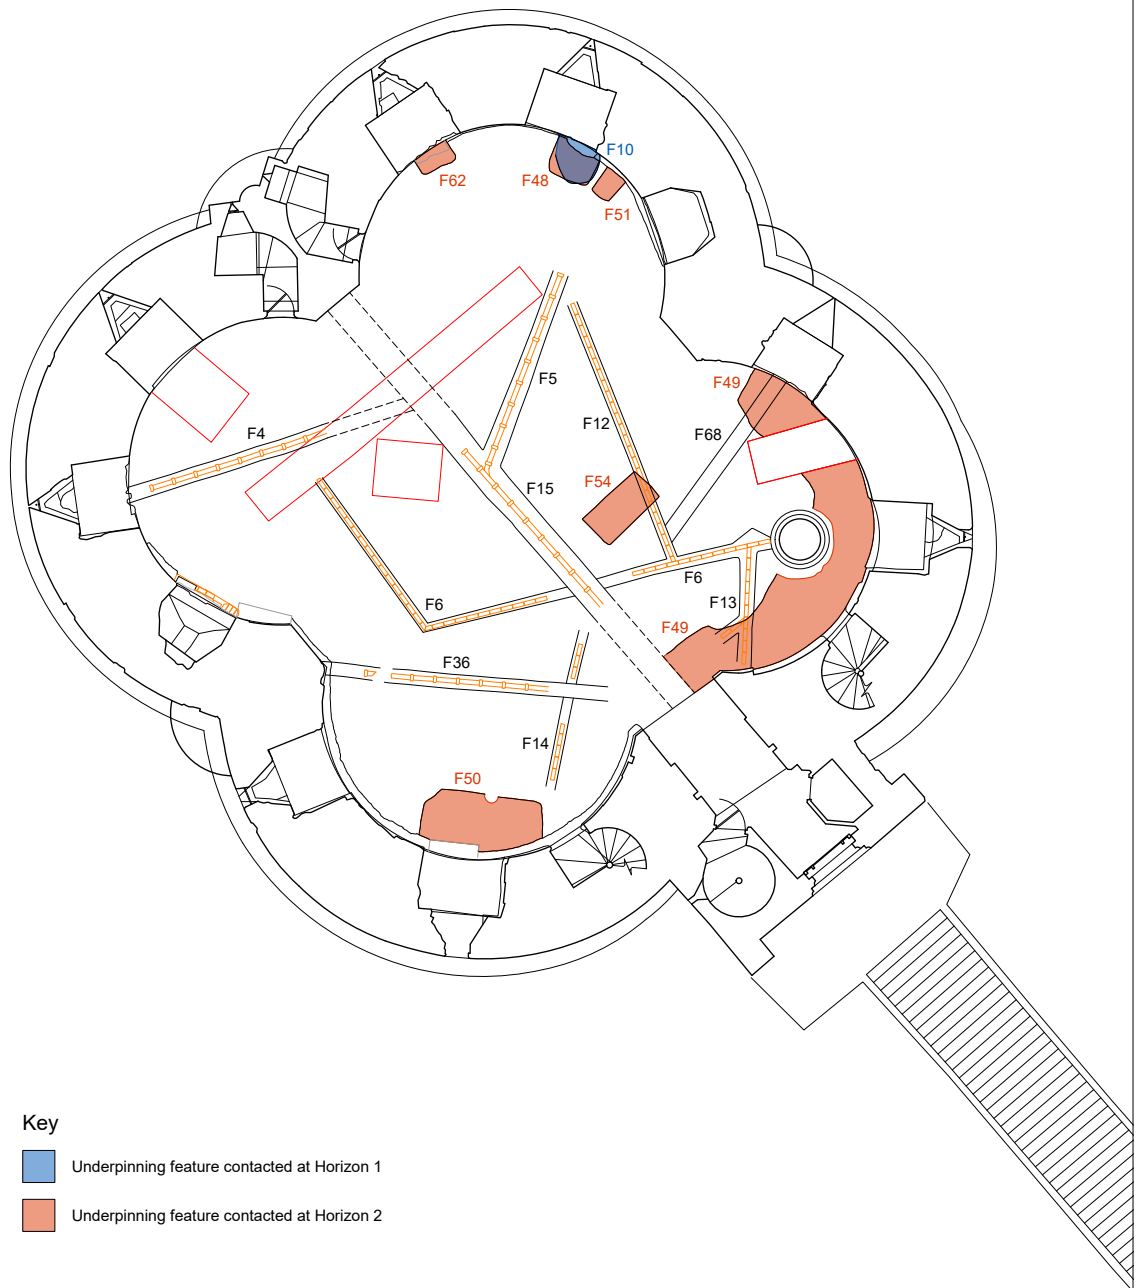 F10
F62
F48
F51
F5
F49
F12
F4
F68
F54
F15
F6
F13
F6
F49
F36
F14
F50
Key
Underpinning feature contacted at Horizon 1
Underpinning feature contacted at Horizon 2